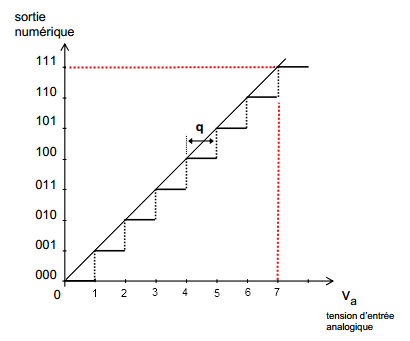 sortie
numérique
111
110
101
100
q
011
010
001
000
0 1 2 3 4 5 6 7
Va
tension d'entrée
analogique